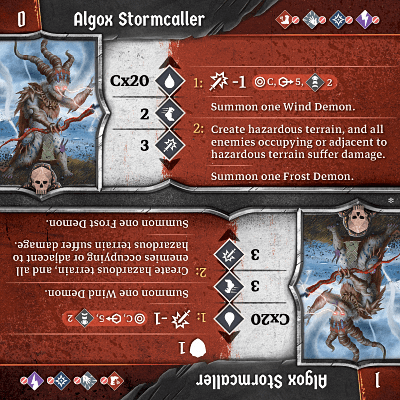 0
Algox Stormcaller
Cx20
2
3
1: -1 C, 5, 2
Summon one Wind Demon.
2: Create hazardous terrain, and all
enemies occupying or adjacent to
hazardous terrain suffer damage.
Summon one Frost Demon.
1
Algox Stormcaller
1
Cx20
3
3
1: -1 C, 5, 2
Summon one Wind Demon.
2: Create hazardous terrain, and all
enemies occupying or adjacent to
hazardous terrain suffer damage.
Summon one Frost Demon.